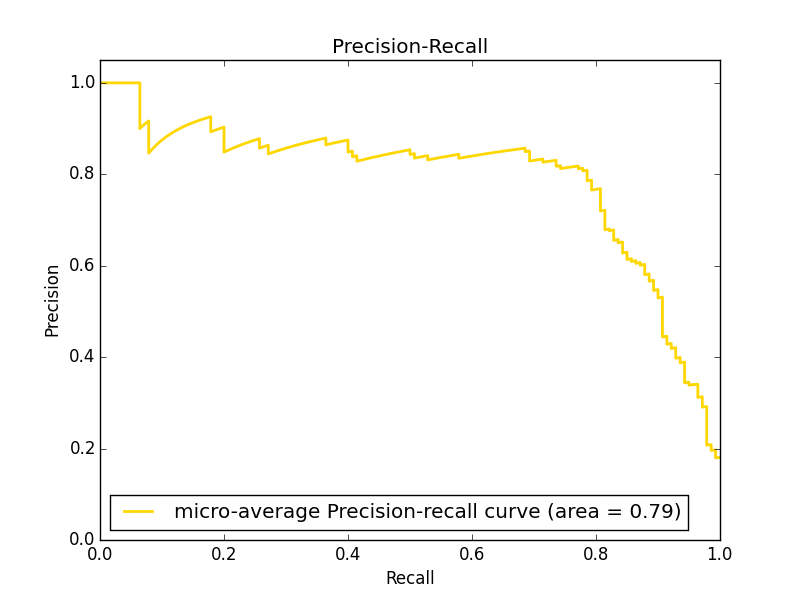 Precision-Recall
1.0
0.8
0.6
0.4
0.2
0.0
Precision
micro-average Precision-recall curve (area = 0.79)
0.0 0.2 0.4 0.6 0.8 1.0
Recall